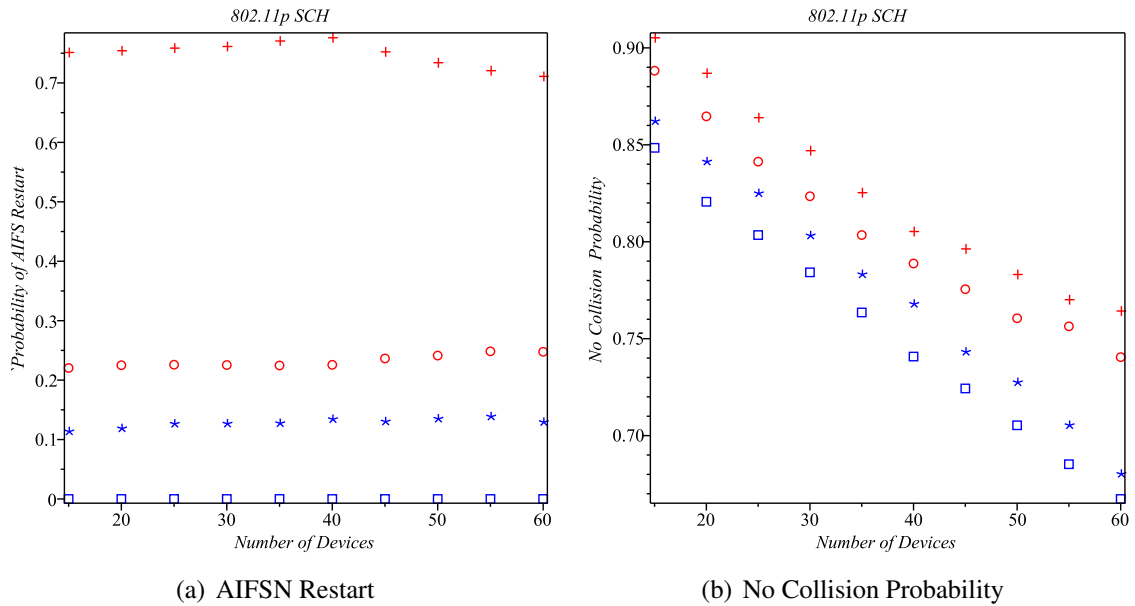 802.11p SCH
`Probability of AIFS Restart
0.7
0.6
0.5
0.4
0.3
0.2
0.1
0
20
30
40
50
60
Number of Devices
(a) AIFSN Restart
802.11p SCH
No Collision Probability
0.90
0.85
0.80
0.75
0.70
20
30
40
50
60
Number of Devices
(b) No Collision Probability